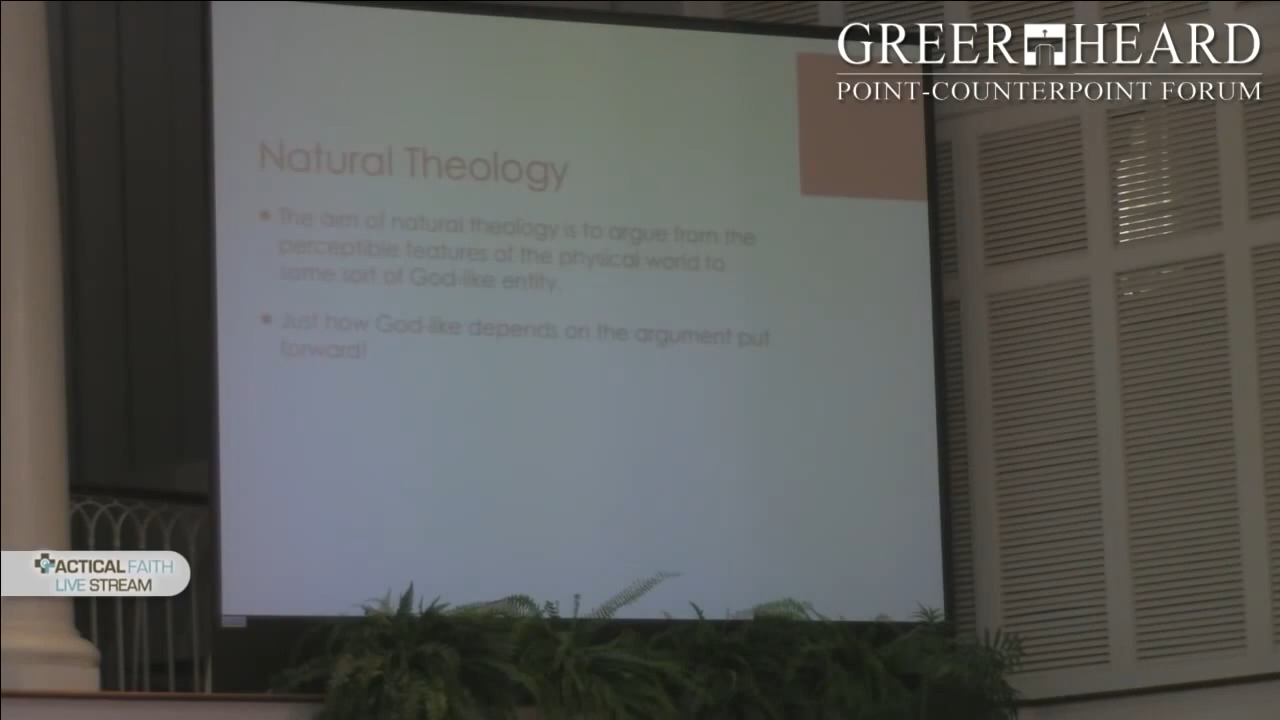 GREER HEARD
POINT-COUNTERPOINT FORUM
Natural Theology
• The aim of natural theology is to argue from the
perceptible features of the physical world to
some sort of God-like entity.
• Just how God-like depends on the argument put
forward!
TACTICAL FAITH
LIVE STREAM